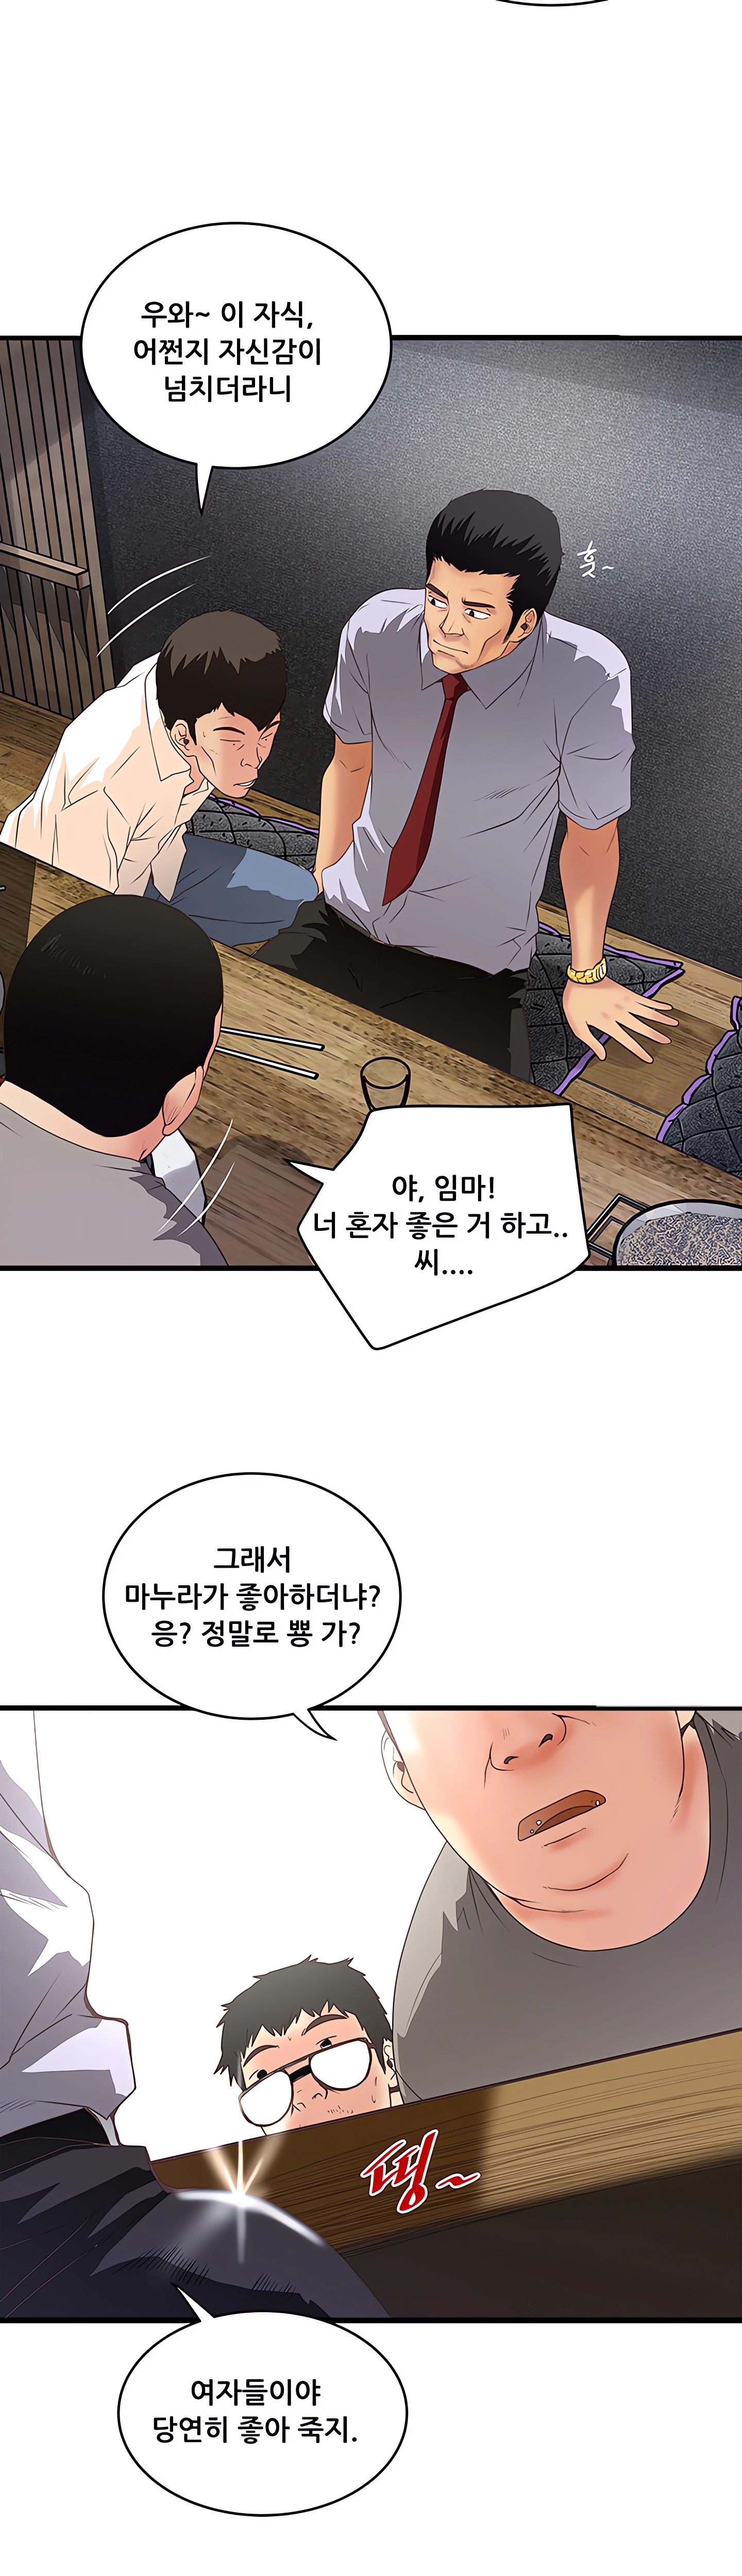 우와~ 이 자식,
어쩐지 자신감이
넘치더라니
흣~
야, 임마!
너 혼자 좋은 거 하고..
씨....
그래서
마누라가 좋아하더냐?
응? 정말로 뿅 가?
띵~
여자들이야
당연히 좋아 죽지.